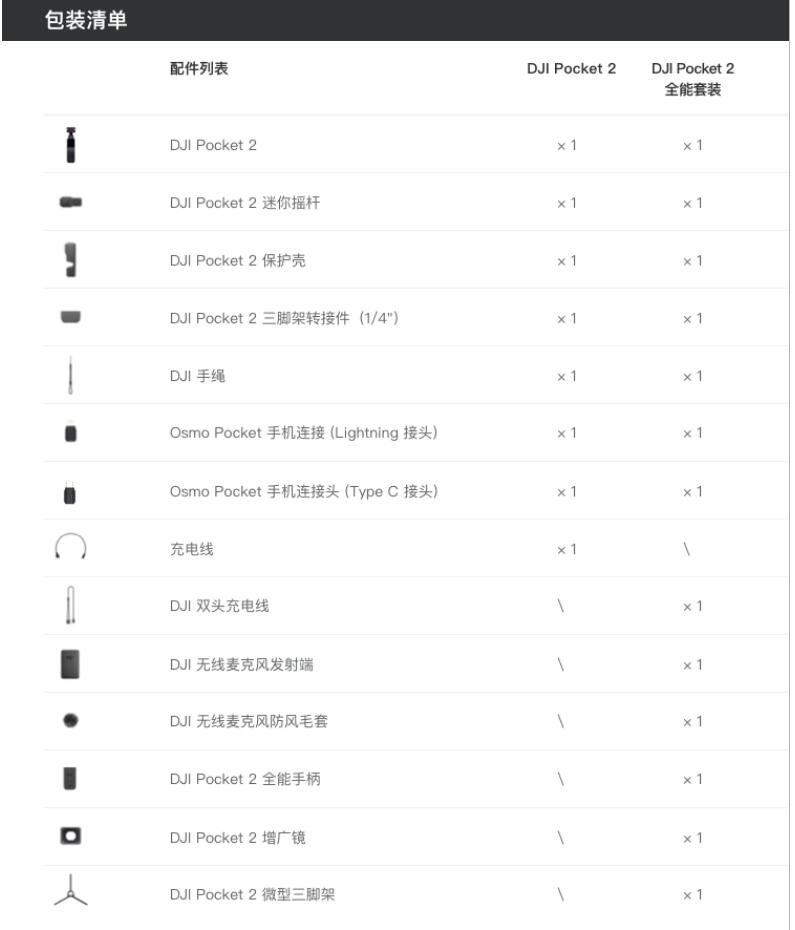 包装清单
配件列表 DJI Pocket 2 DJI Pocket 2
全能套装
DJI Pocket 2 × 1 × 1
DJI Pocket 2 迷你摇杆 × 1 × 1
DJI Pocket 2 保护壳 × 1 × 1
DJI Pocket 2 三脚架转接件（1/4"） × 1 × 1
DJI 手绳 × 1 × 1
Osmo Pocket 手机连接 (Lightning 接头) × 1 × 1
Osmo Pocket 手机连接头 (Type C 接头) × 1 × 1
充电线 × 1 \
DJI 双头充电线 \ × 1
DJI 无线麦克风发射端 \ × 1
DJI 无线麦克风防风毛套 \ × 1
DJI Pocket 2 全能手柄 \ × 1
DJI Pocket 2 增广镜 \ × 1
DJI Pocket 2 微型三脚架 \ × 1